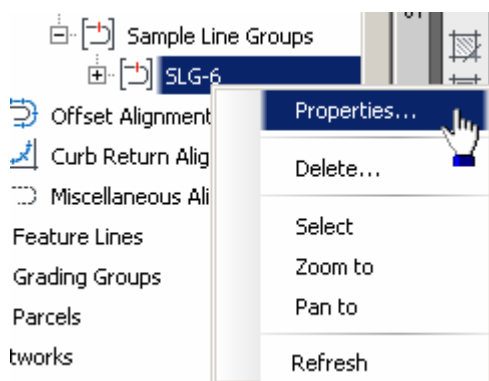 Sample Line Groups
SLG-6
Offset Alignment
Curb Return Alig
Miscellaneous Ali
Feature Lines
Grading Groups
Parcels
tworks
Properties...
Delete...
Select
Zoom to
Pan to
Refresh